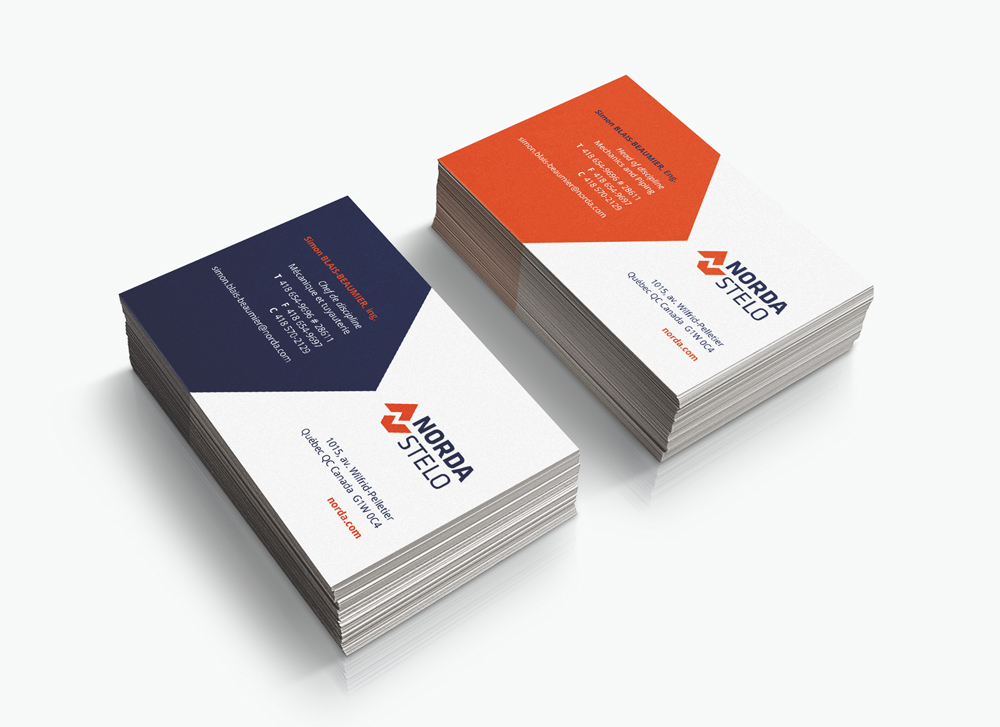 Simon BLAIS-BEAUMIER, ing.
Chef de discipline
Mécanique et tuyauterie
T 418 654-9696 # 28611
F 418 654-9697
C 418 570-2129
simon.blais-beaumier@norda.com
NORDA
STELO
1015, av. Wilfrid-Pelletier
Québec QC Canada G1W 0C4
norda.com
Simon BLAIS-BEAUMIER, Eng.
Head of discipline
Mechanics and Piping
T 418 654-9696 # 28611
F 418 654-9697
C 418 570-2129
simon.blais-beaumier@norda.com
NORDA
STELO
1015, av. Wilfrid-Pelletier
Québec QC Canada G1W 0C4
norda.com